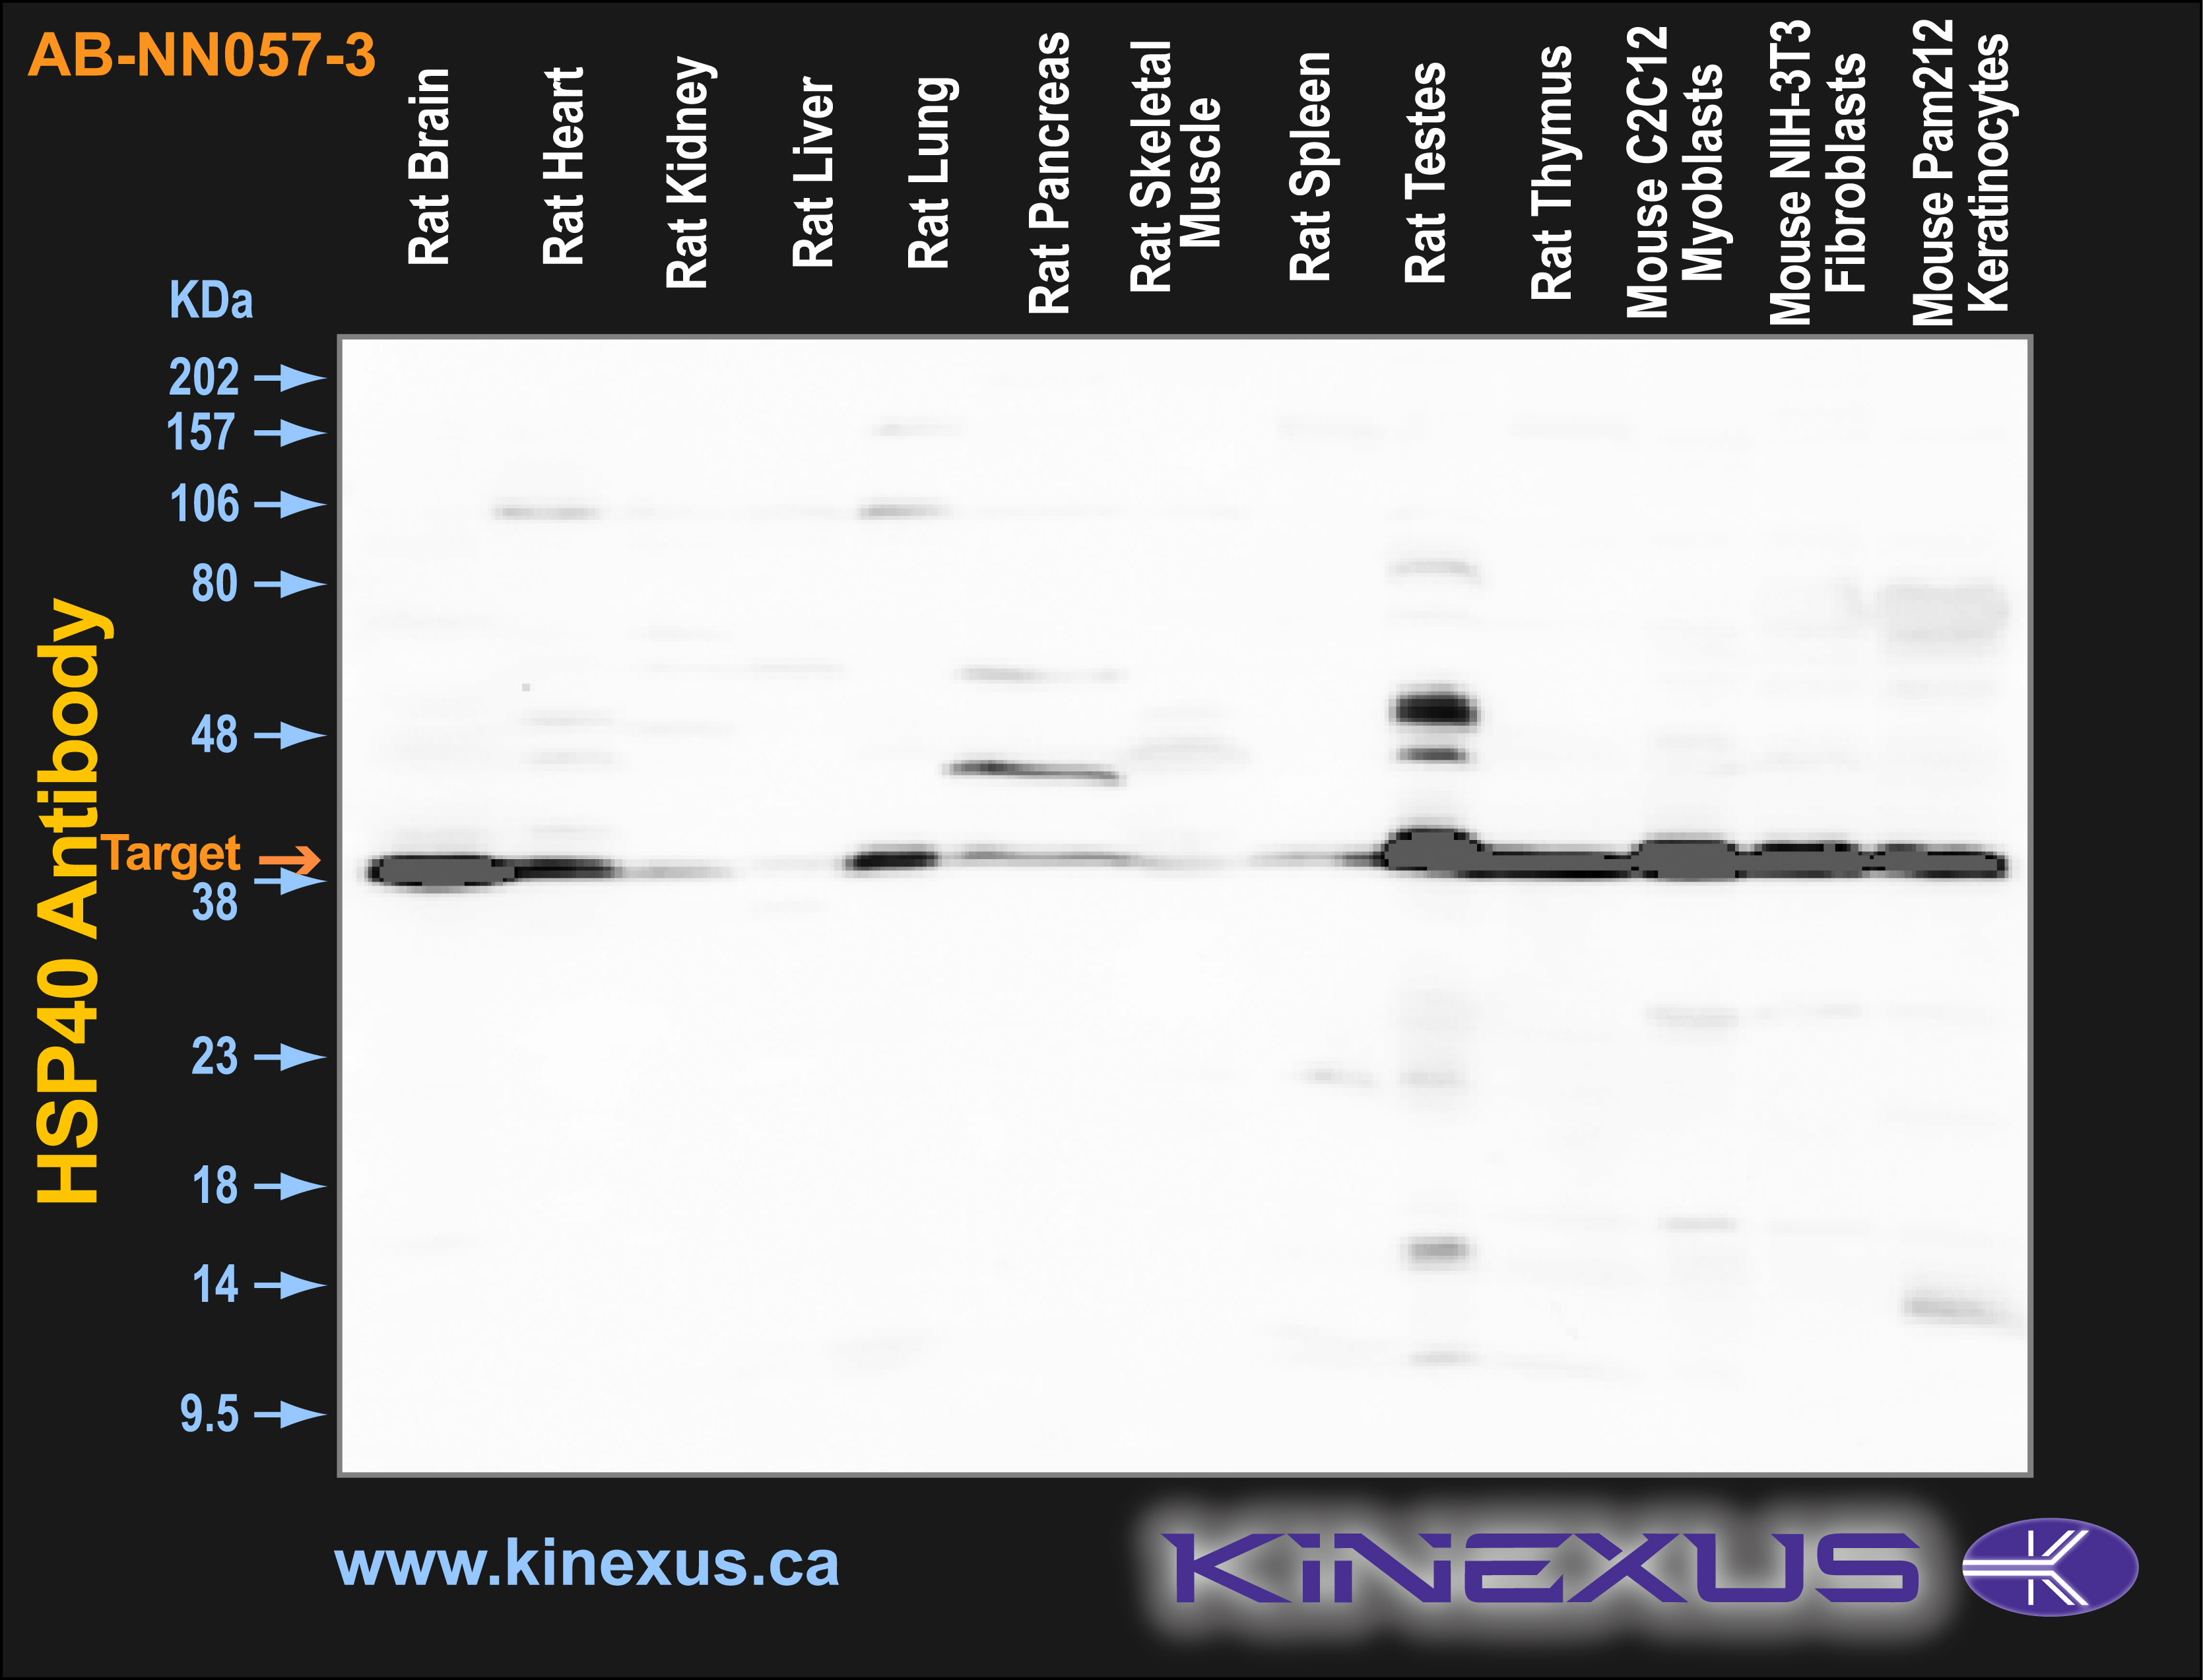 AB-NN057-3
Rat Brain
Rat Heart
Rat Kidney
Rat Liver
Rat Lung
Rat Pancreas
Rat Skeletal
Muscle
Rat Spleen
Rat Testes
Rat Thymus
Mouse C2C12
Myoblasts
Mouse NIH-3T3
Fibroblasts
Mouse Pam212
Keratinocytes
KDa
202
157
106
80
48
Target
38
23
18
14
9.5
HSP40 Antibody
www.kinexus.ca
KiNEXUS